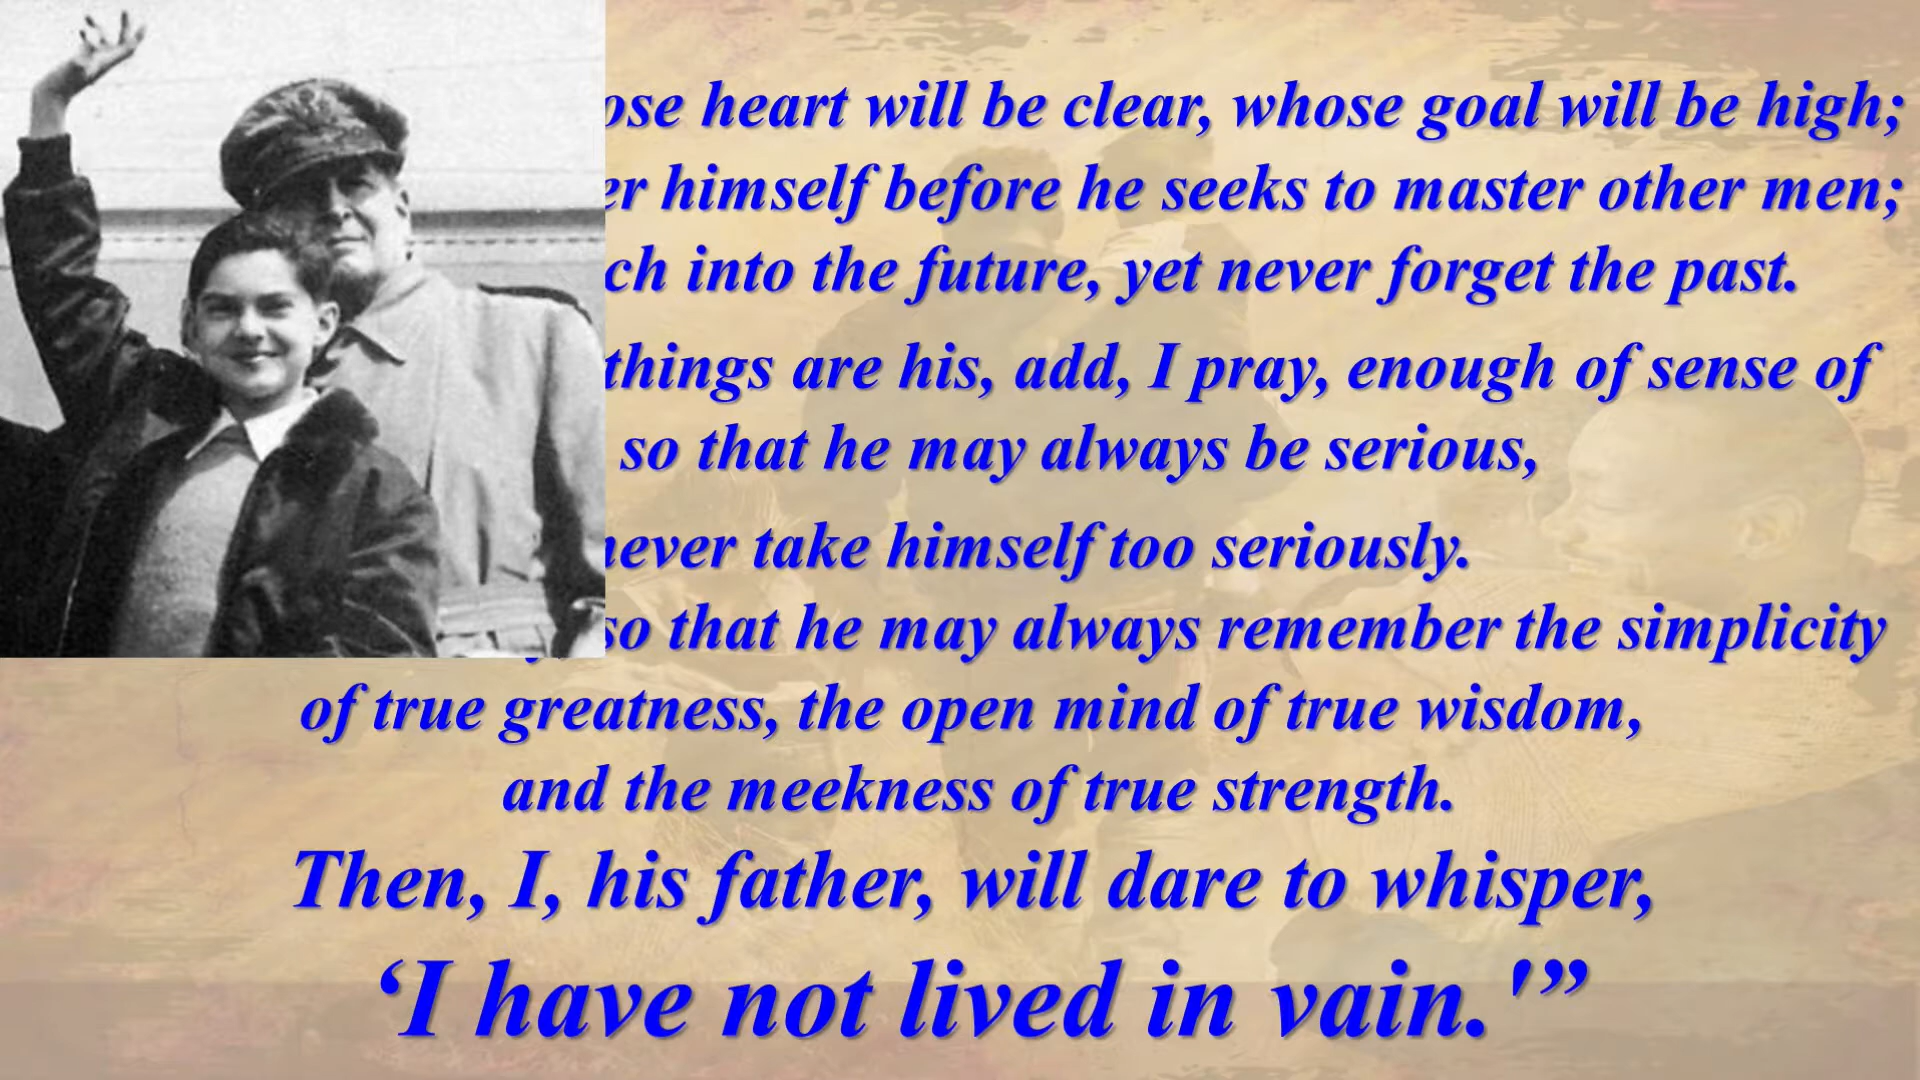 heart will be clear, whose goal will be high;
himself before he seeks to master other men;
into the future, yet never forget the past.
things are his, add, I pray, enough of sense of
so that he may always be serious,
never take himself too seriously.
so that he may always remember the simplicity
of true greatness, the open mind of true wisdom,
and the meekness of true strength.
Then, I, his father, will dare to whisper,
‘I have not lived in vain.'”